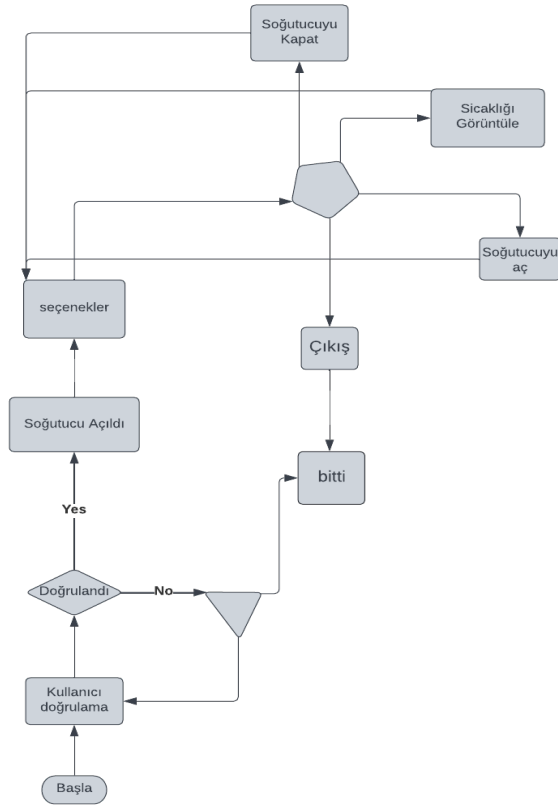 Soğutucuyu
Kapat
Sicaklığı
Görüntüle
Soğutucuyu
aç
seçenekler
Çıkış
Soğutucu Açıldı
bitti
Yes
Doğrulandı
No
Kullanıcı
doğrulama
Başla